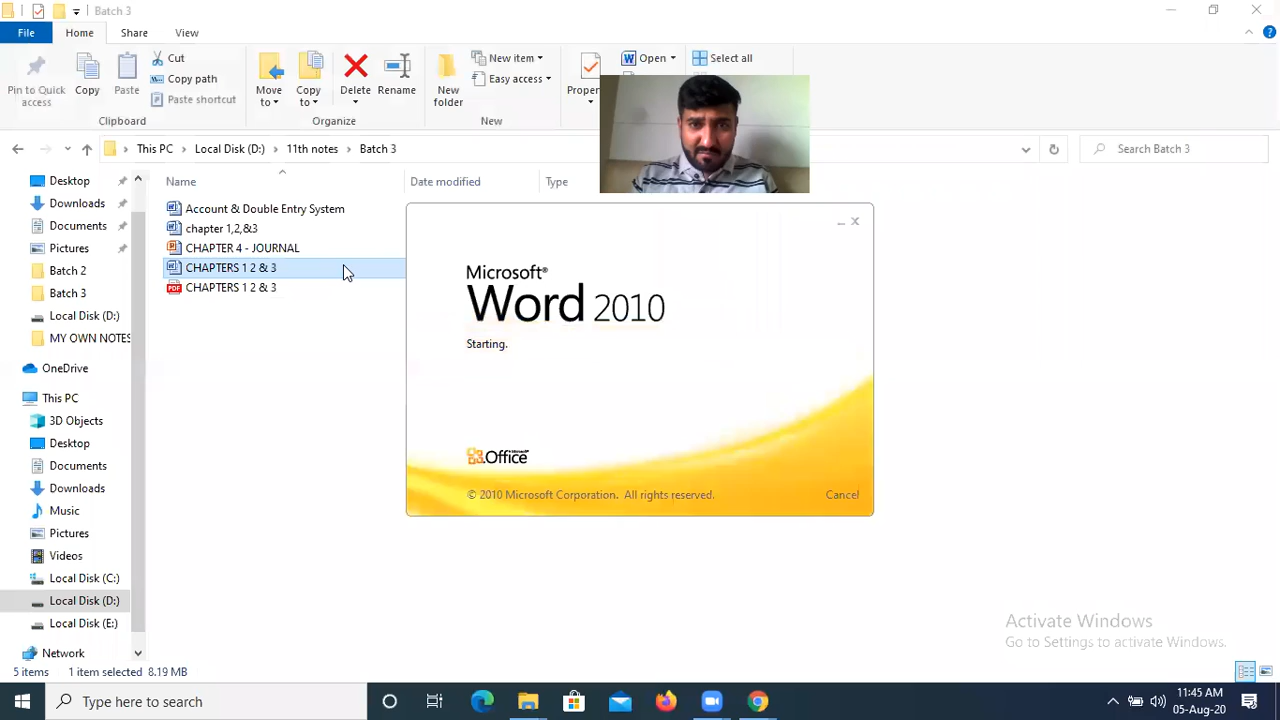 Batch 3
File Home Share View
Cut
Copy path
Paste shortcut
Pin to Quick access
Copy
Paste
Clipboard
Move to
Copy to
Delete
Rename
Organize
New folder
New item
Easy access
New
Open
Select all
This PC > Local Disk (D:) > 11th notes > Batch 3
Search Batch 3
Name Date modified Type
Account & Double Entry System
chapter 1,2,&3
CHAPTER 4 - JOURNAL
CHAPTERS 1 2 & 3
CHAPTERS 1 2 & 3
Desktop
Downloads
Documents
Pictures
Batch 2
Batch 3
Local Disk (D:)
MY OWN NOTES
OneDrive
This PC
3D Objects
Desktop
Documents
Downloads
Music
Pictures
Videos
Local Disk (C:)
Local Disk (D:)
Local Disk (E:)
Network
Microsoft®
Word 2010
Starting.
Office
© 2010 Microsoft Corporation. All rights reserved.
Cancel
Activate Windows
Go to Settings to activate Windows.
5 items 1 item selected 8.19 MB
Type here to search
11:45 AM
05-Aug-20